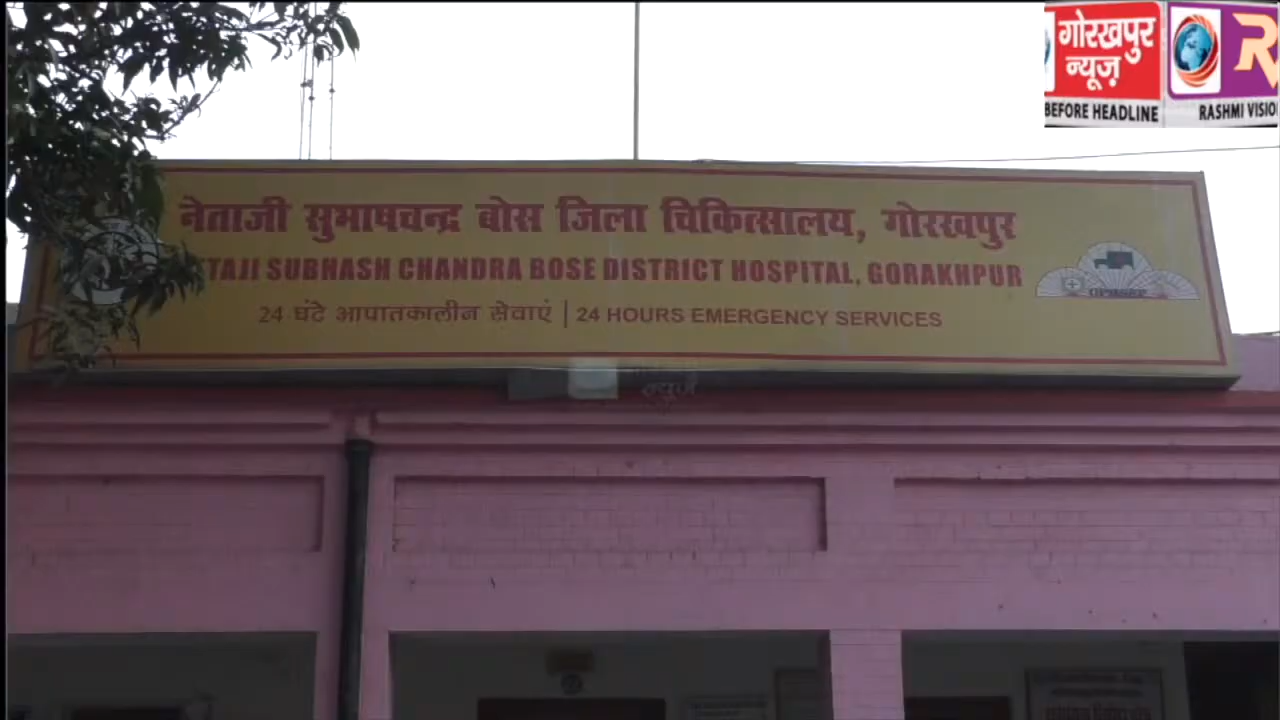 गोरखपुर
न्यूज़
BEFORE HEADLINE
RASHMI VISIO
नेताजी सुभाषचन्द्र बोस जिला चिकित्सालय, गोरखपुर
TAJI SUBHASH CHANDRA BOSE DISTRICT HOSPITAL, GORAKHPUR
24 घंटे आपातकालीन सेवाएं | 24 HOURS EMERGENCY SERVICES
न्यूज़